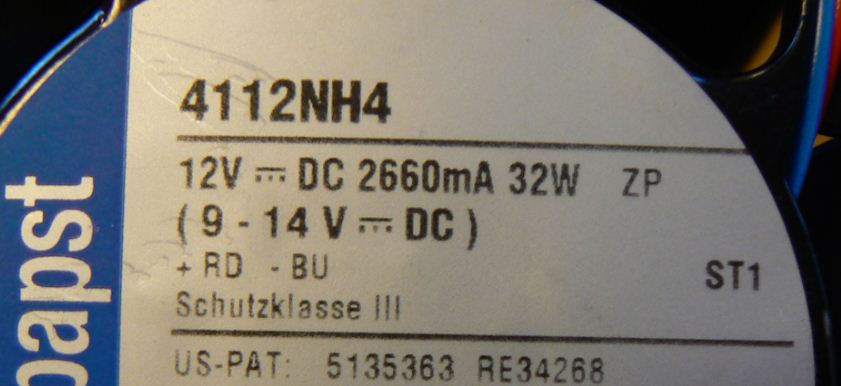 papst
4112NH4
12V ⎓ DC 2660mA 32W ZP
( 9 - 14 V ⎓ DC )
+ RD - BU
ST1
Schutzklasse III
US-PAT: 5135363 RE34268